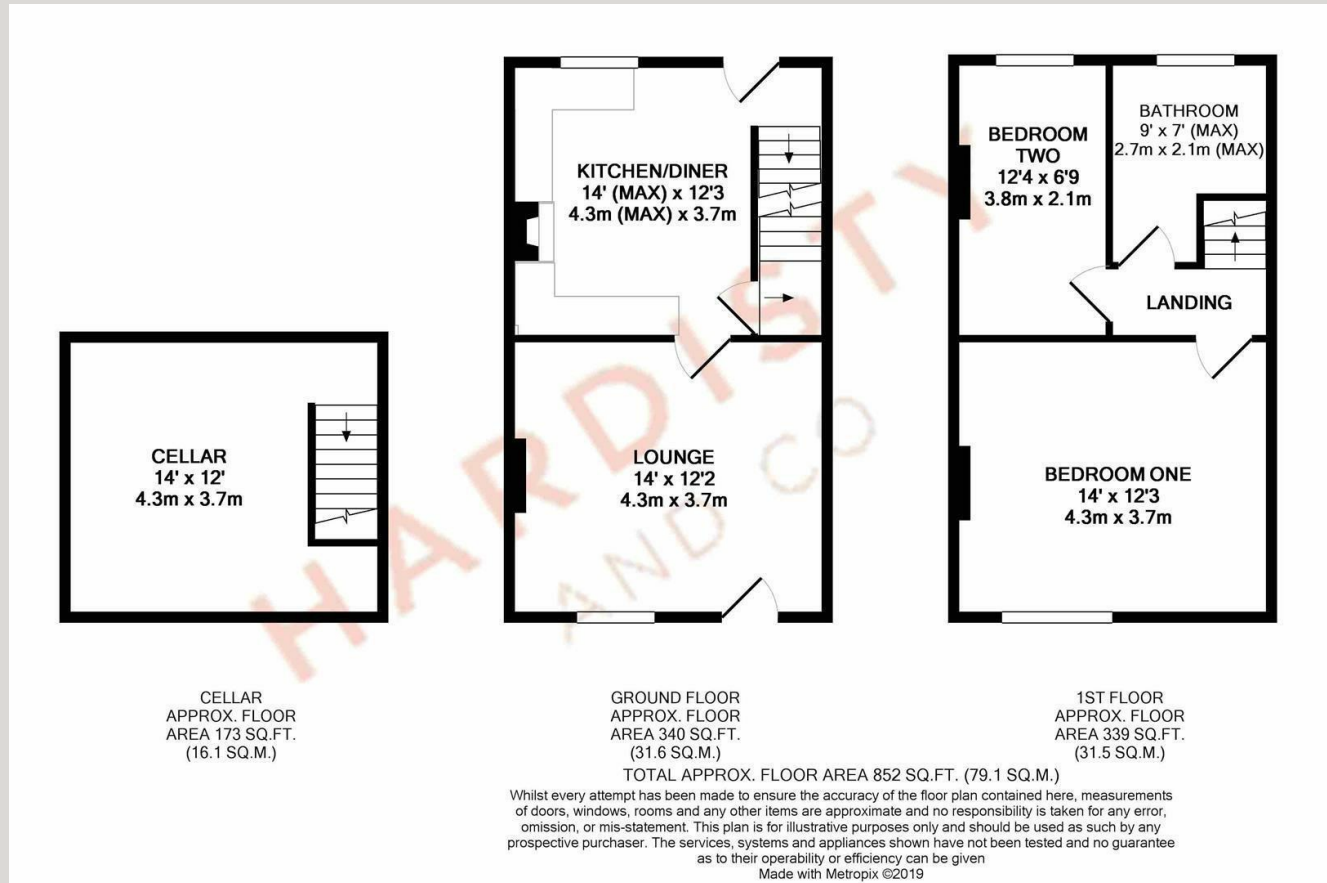 KITCHEN/DINER
14' (MAX) x 12'3
4.3m (MAX) x 3.7m
BEDROOM
TWO
12'4 x 6'9
3.8m x 2.1m
BATHROOM
9' x 7' (MAX)
2.7m x 2.1m (MAX)
LANDING
CELLAR
14' x 12'
4.3m x 3.7m
LOUNGE
14' x 12'2
4.3m x 3.7m
BEDROOM ONE
14' x 12'3
4.3m x 3.7m
HARDISTY
AND CO
CELLAR
APPROX. FLOOR
AREA 173 SQ.FT.
(16.1 SQ.M.)
GROUND FLOOR
APPROX. FLOOR
AREA 340 SQ.FT.
(31.6 SQ.M.)
1ST FLOOR
APPROX. FLOOR
AREA 339 SQ.FT.
(31.5 SQ.M.)
TOTAL APPROX. FLOOR AREA 852 SQ.FT. (79.1 SQ.M.)
Whilst every attempt has been made to ensure the accuracy of the floor plan contained here, measurements
of doors, windows, rooms and any other items are approximate and no responsibility is taken for any error,
omission, or mis-statement. This plan is for illustrative purposes only and should be used as such by any
prospective purchaser. The services, systems and appliances shown have not been tested and no guarantee
as to their operability or efficiency can be given
Made with Metropix ©2019